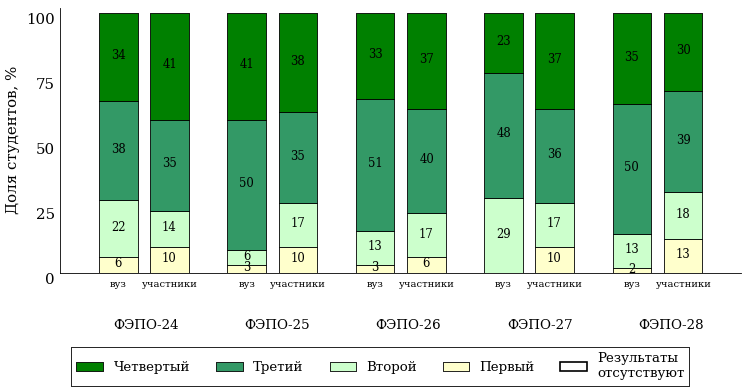 Доля студентов, %
100
75
50
25
0
34 41 41 38 33 37 23 37 35 30
38 35 50 35 51 40 48 36 50 39
22 14 6 17 13 17 29 17 13 18
6 10 3 10 3 6 10 2 13
вуз участники вуз участники вуз участники вуз участники вуз участники
ФЭПО-24 ФЭПО-25 ФЭПО-26 ФЭПО-27 ФЭПО-28
Четвертый Третий Второй Первый Результаты
отсутствуют